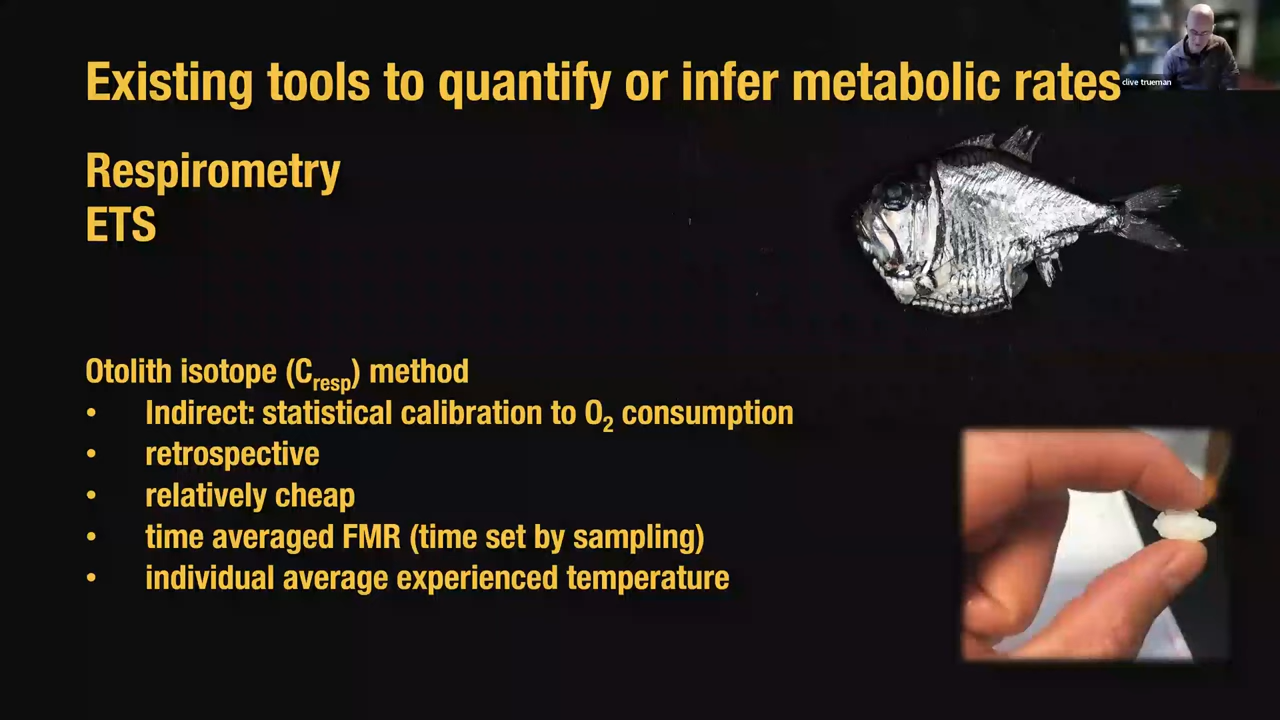 Existing tools to quantify or infer metabolic rates
clive trueman
Respirometry
ETS
Otolith isotope (Cresp) method
• Indirect: statistical calibration to O2 consumption
• retrospective
• relatively cheap
• time averaged FMR (time set by sampling)
• individual average experienced temperature